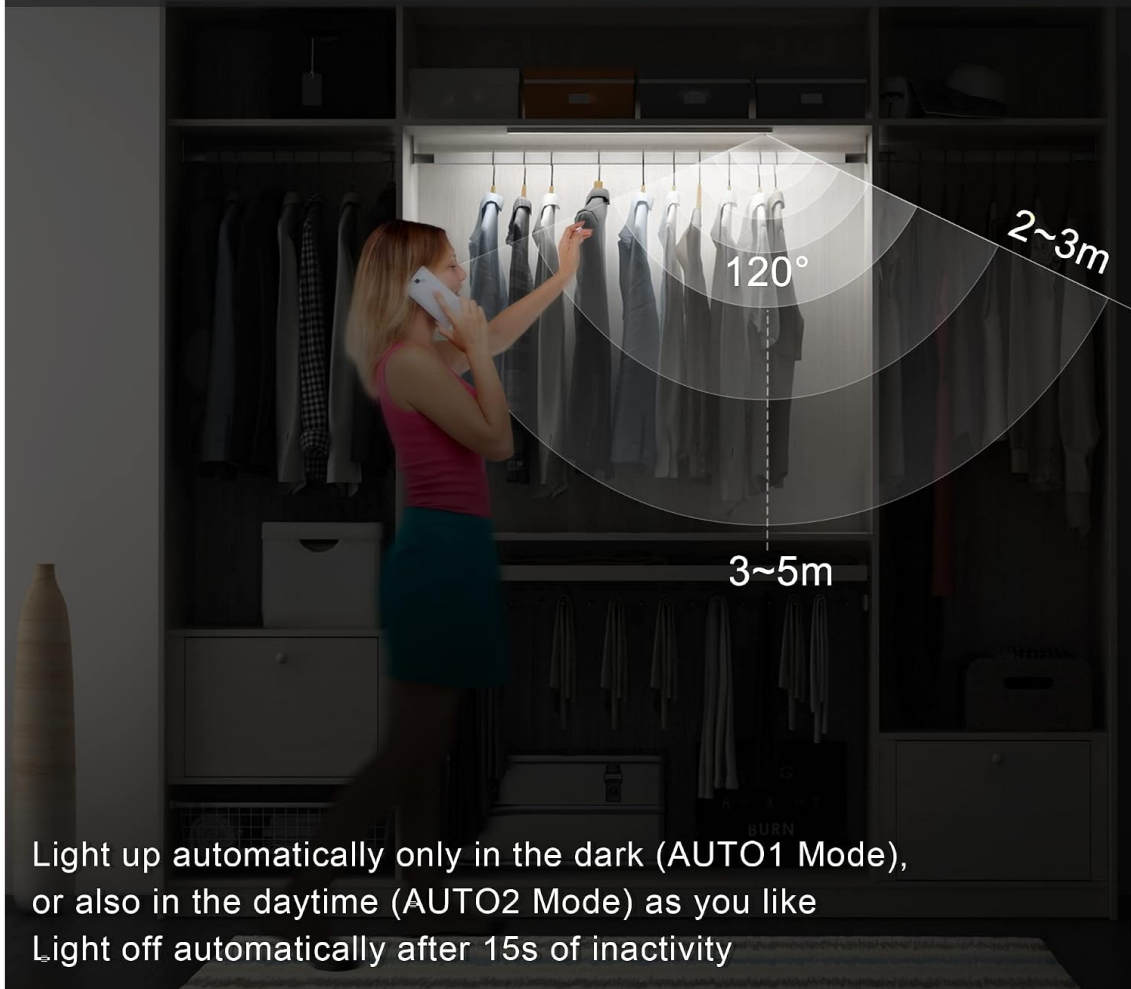 2~3m
120°
3~5m
BURN
Light up automatically only in the dark (AUTO1 Mode),
or also in the daytime (AUTO2 Mode) as you like
Light off automatically after 15s of inactivity